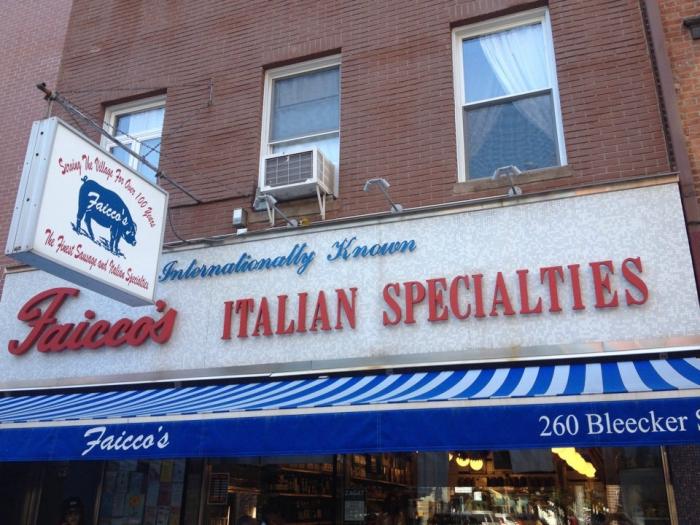 Serving The Village For Over 100 Years
Faicco's
The Finest Sausage and Italian Specialties
Internationally Known
Faicco's ITALIAN SPECIALTIES
Faicco's
260 Bleecker S
ZAGAT